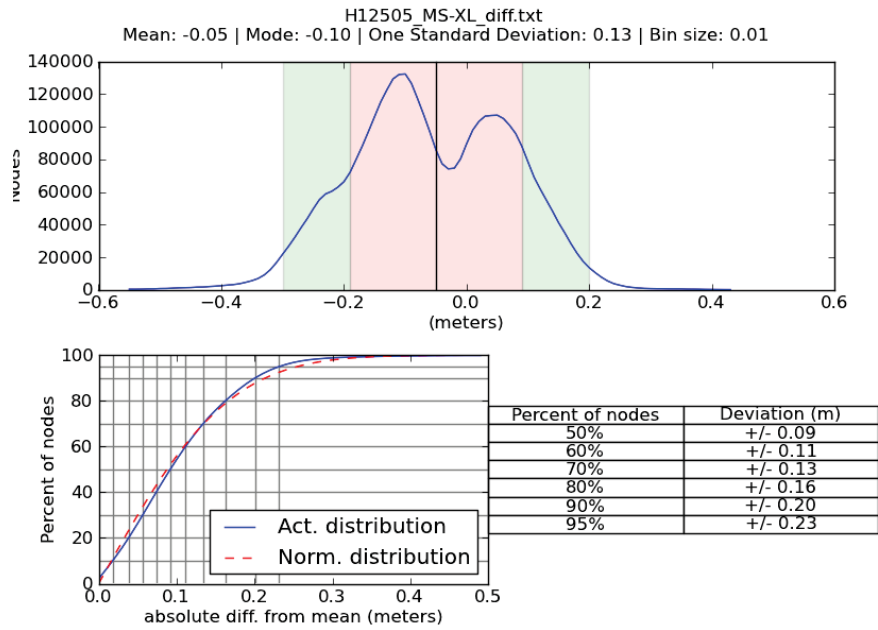 H12505_MS-XL_diff.txt
Mean: -0.05 | Mode: -0.10 | One Standard Deviation: 0.13 | Bin size: 0.01
140000
120000
100000
80000
60000
40000
20000
0
Nodes
−0.6 −0.4 −0.2 0.0 0.2 0.4 0.6
(meters)
100
80
60
40
20
0
Percent of nodes
Act. distribution
Norm. distribution
0.0 0.1 0.2 0.3 0.4 0.5
absolute diff. from mean (meters)
Percent of nodes Deviation (m)
50% +/- 0.09
60% +/- 0.11
70% +/- 0.13
80% +/- 0.16
90% +/- 0.20
95% +/- 0.23